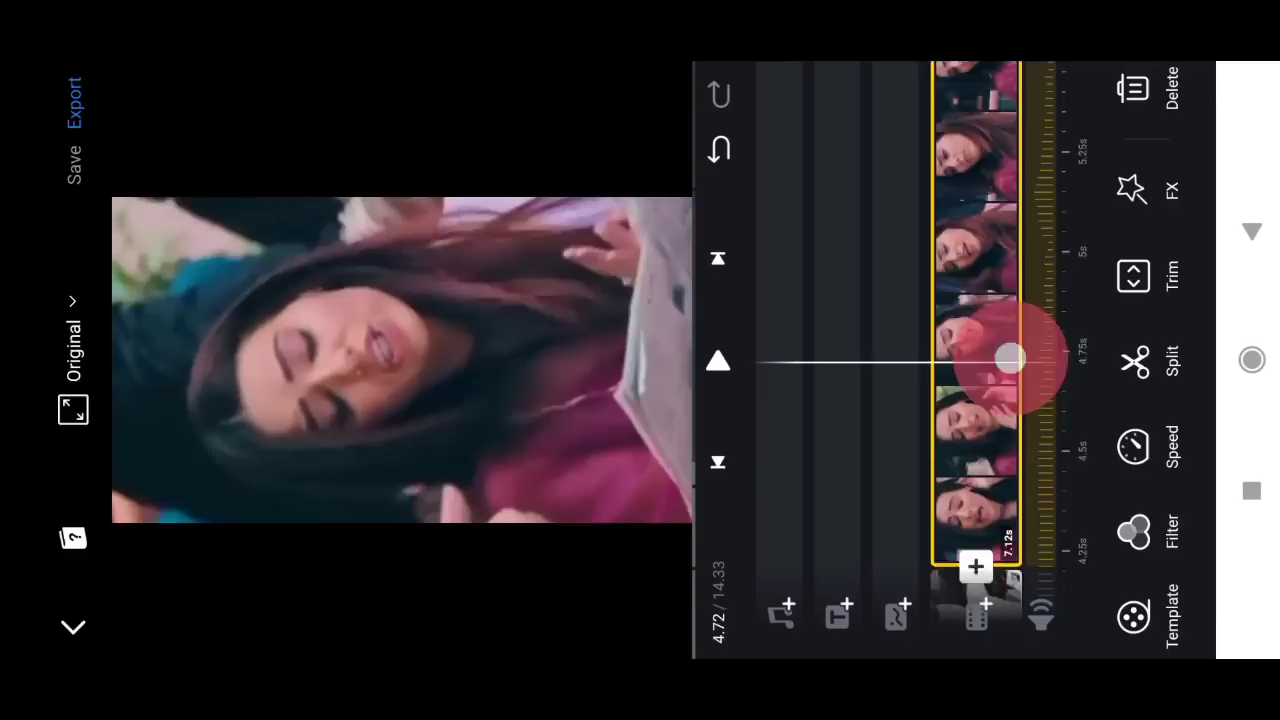 Save Export
Original
?
4.72 / 14.33
T
7.12s
4.25s 4.5s 4.75s 5s 5.25s
Template Filter Speed Split Trim FX Delete